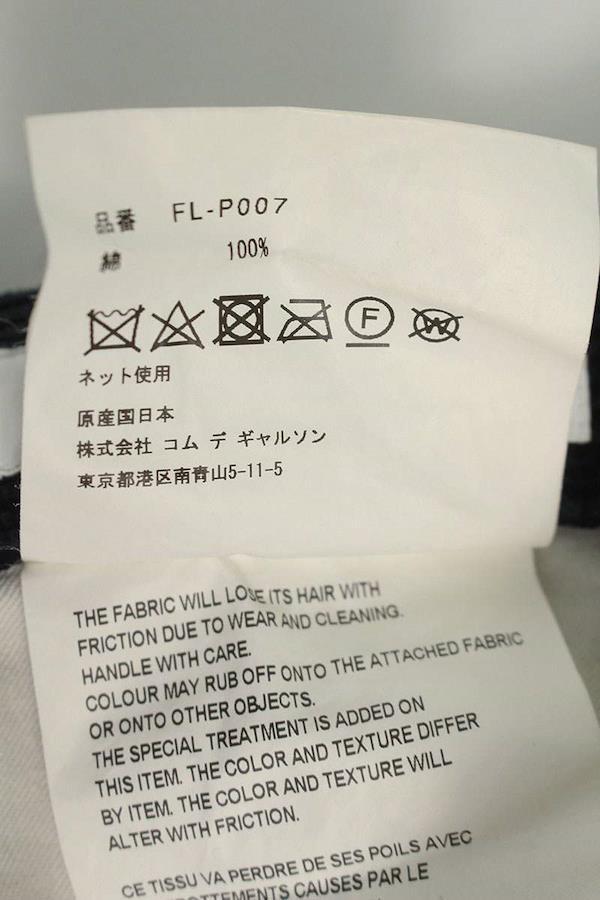 品番 FL-P007
綿 100%
F W
ネット使用
原産国日本
株式会社 コム デ ギャルソン
東京都港区南青山5-11-5
THE FABRIC WILL LOSE ITS HAIR WITH
FRICTION DUE TO WEAR AND CLEANING.
HANDLE WITH CARE.
COLOUR MAY RUB OFF ONTO THE ATTACHED FABRIC
OR ONTO OTHER OBJECTS.
THE SPECIAL TREATMENT IS ADDED ON
THIS ITEM. THE COLOR AND TEXTURE DIFFER
BY ITEM. THE COLOR AND TEXTURE WILL
ALTER WITH FRICTION.
CE TISSU VA PERDRE DE SES POILS AVEC
CAUSES PAR LE